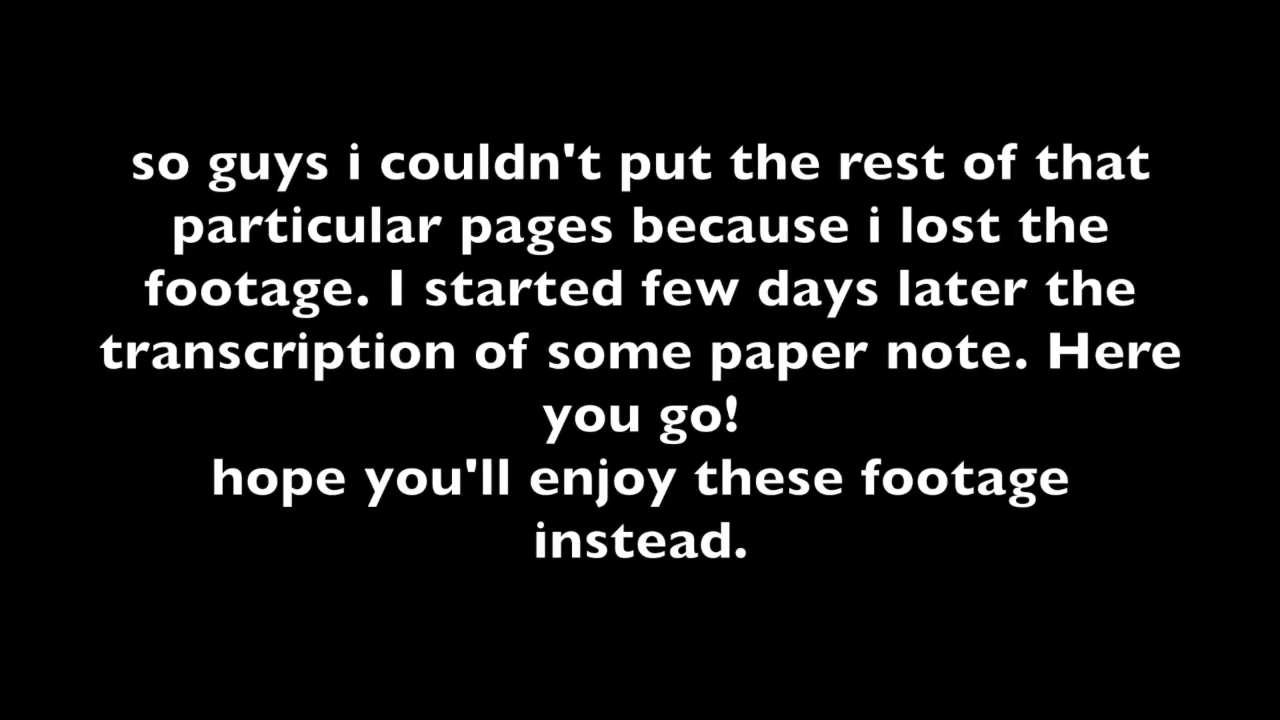 so guys i couldn't put the rest of that
particular pages because i lost the
footage. I started few days later the
transcription of some paper note. Here
you go!
hope you'll enjoy these footage
instead.